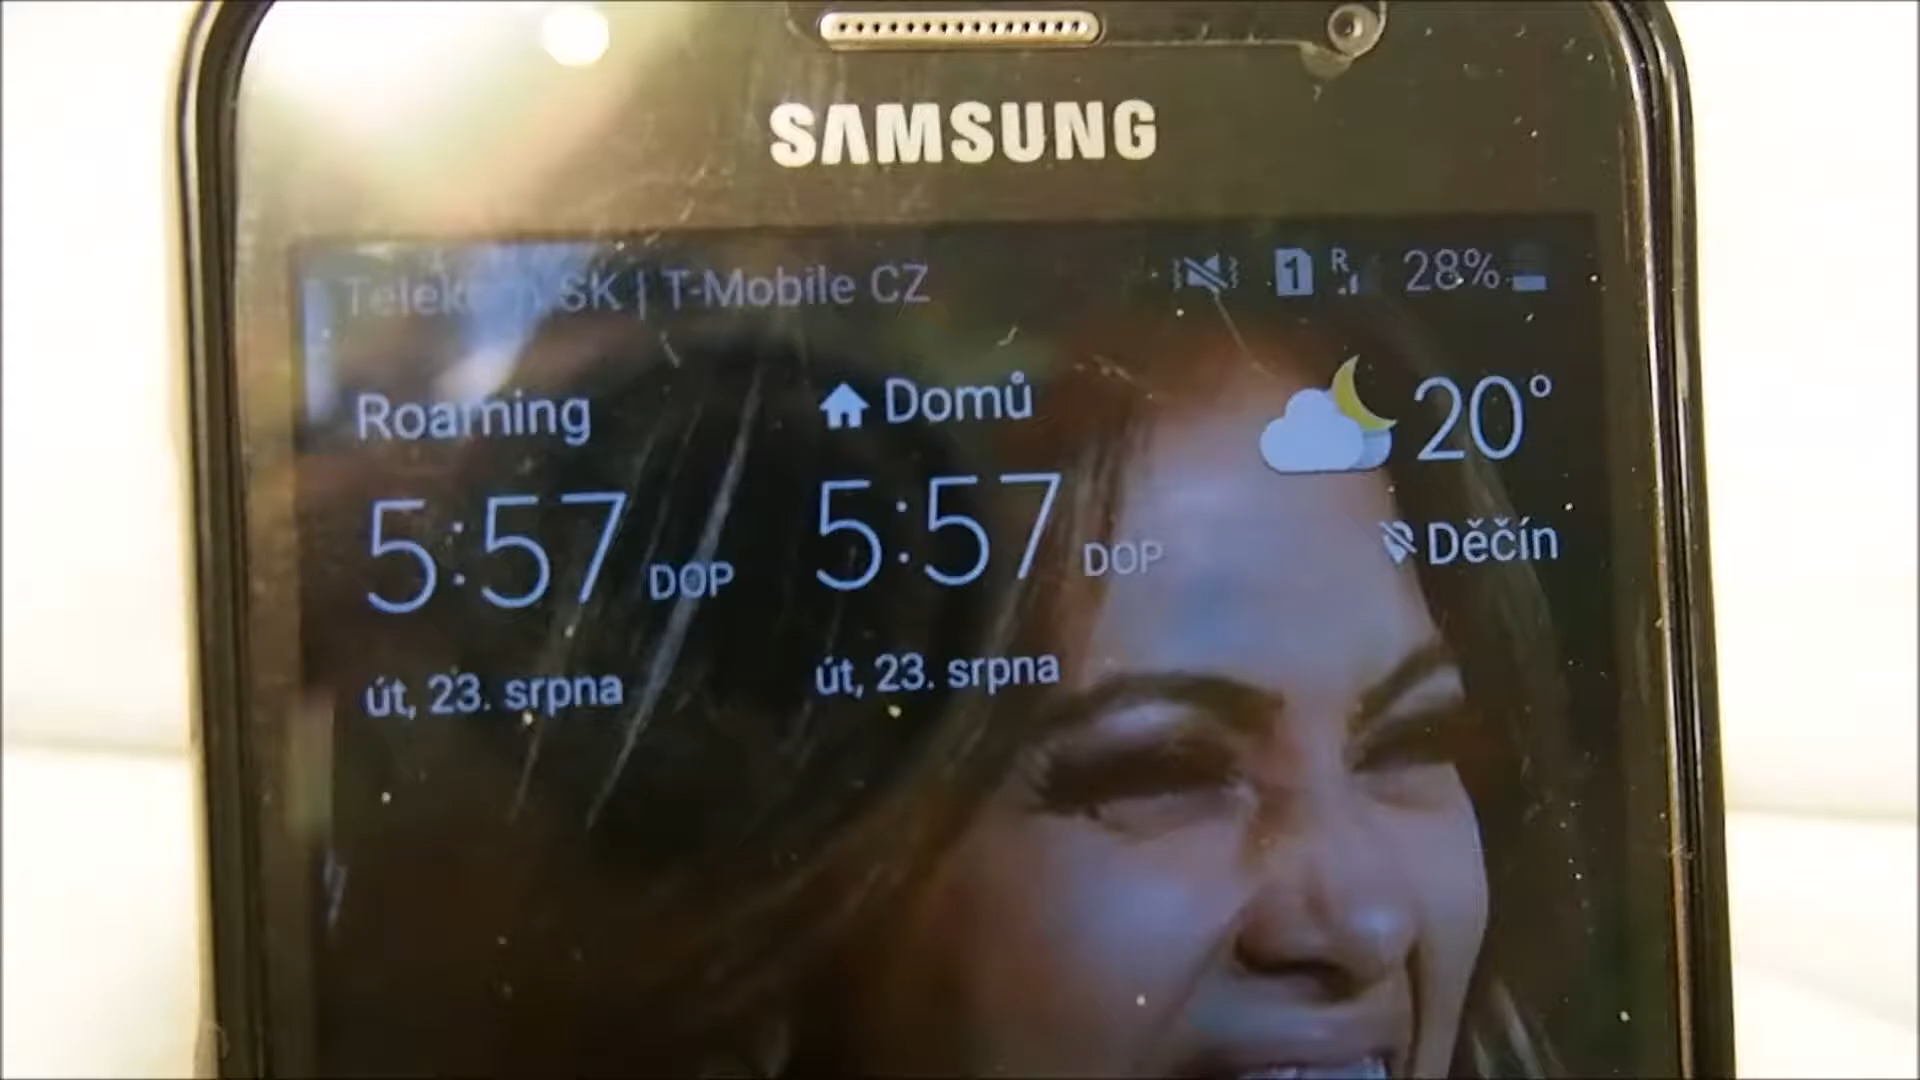 SAMSUNG
Telekom SK | T-Mobile CZ 1 R 28%
Roaming Domů 20°
5:57 DOP 5:57 DOP Děčín
út, 23. srpna út, 23. srpna